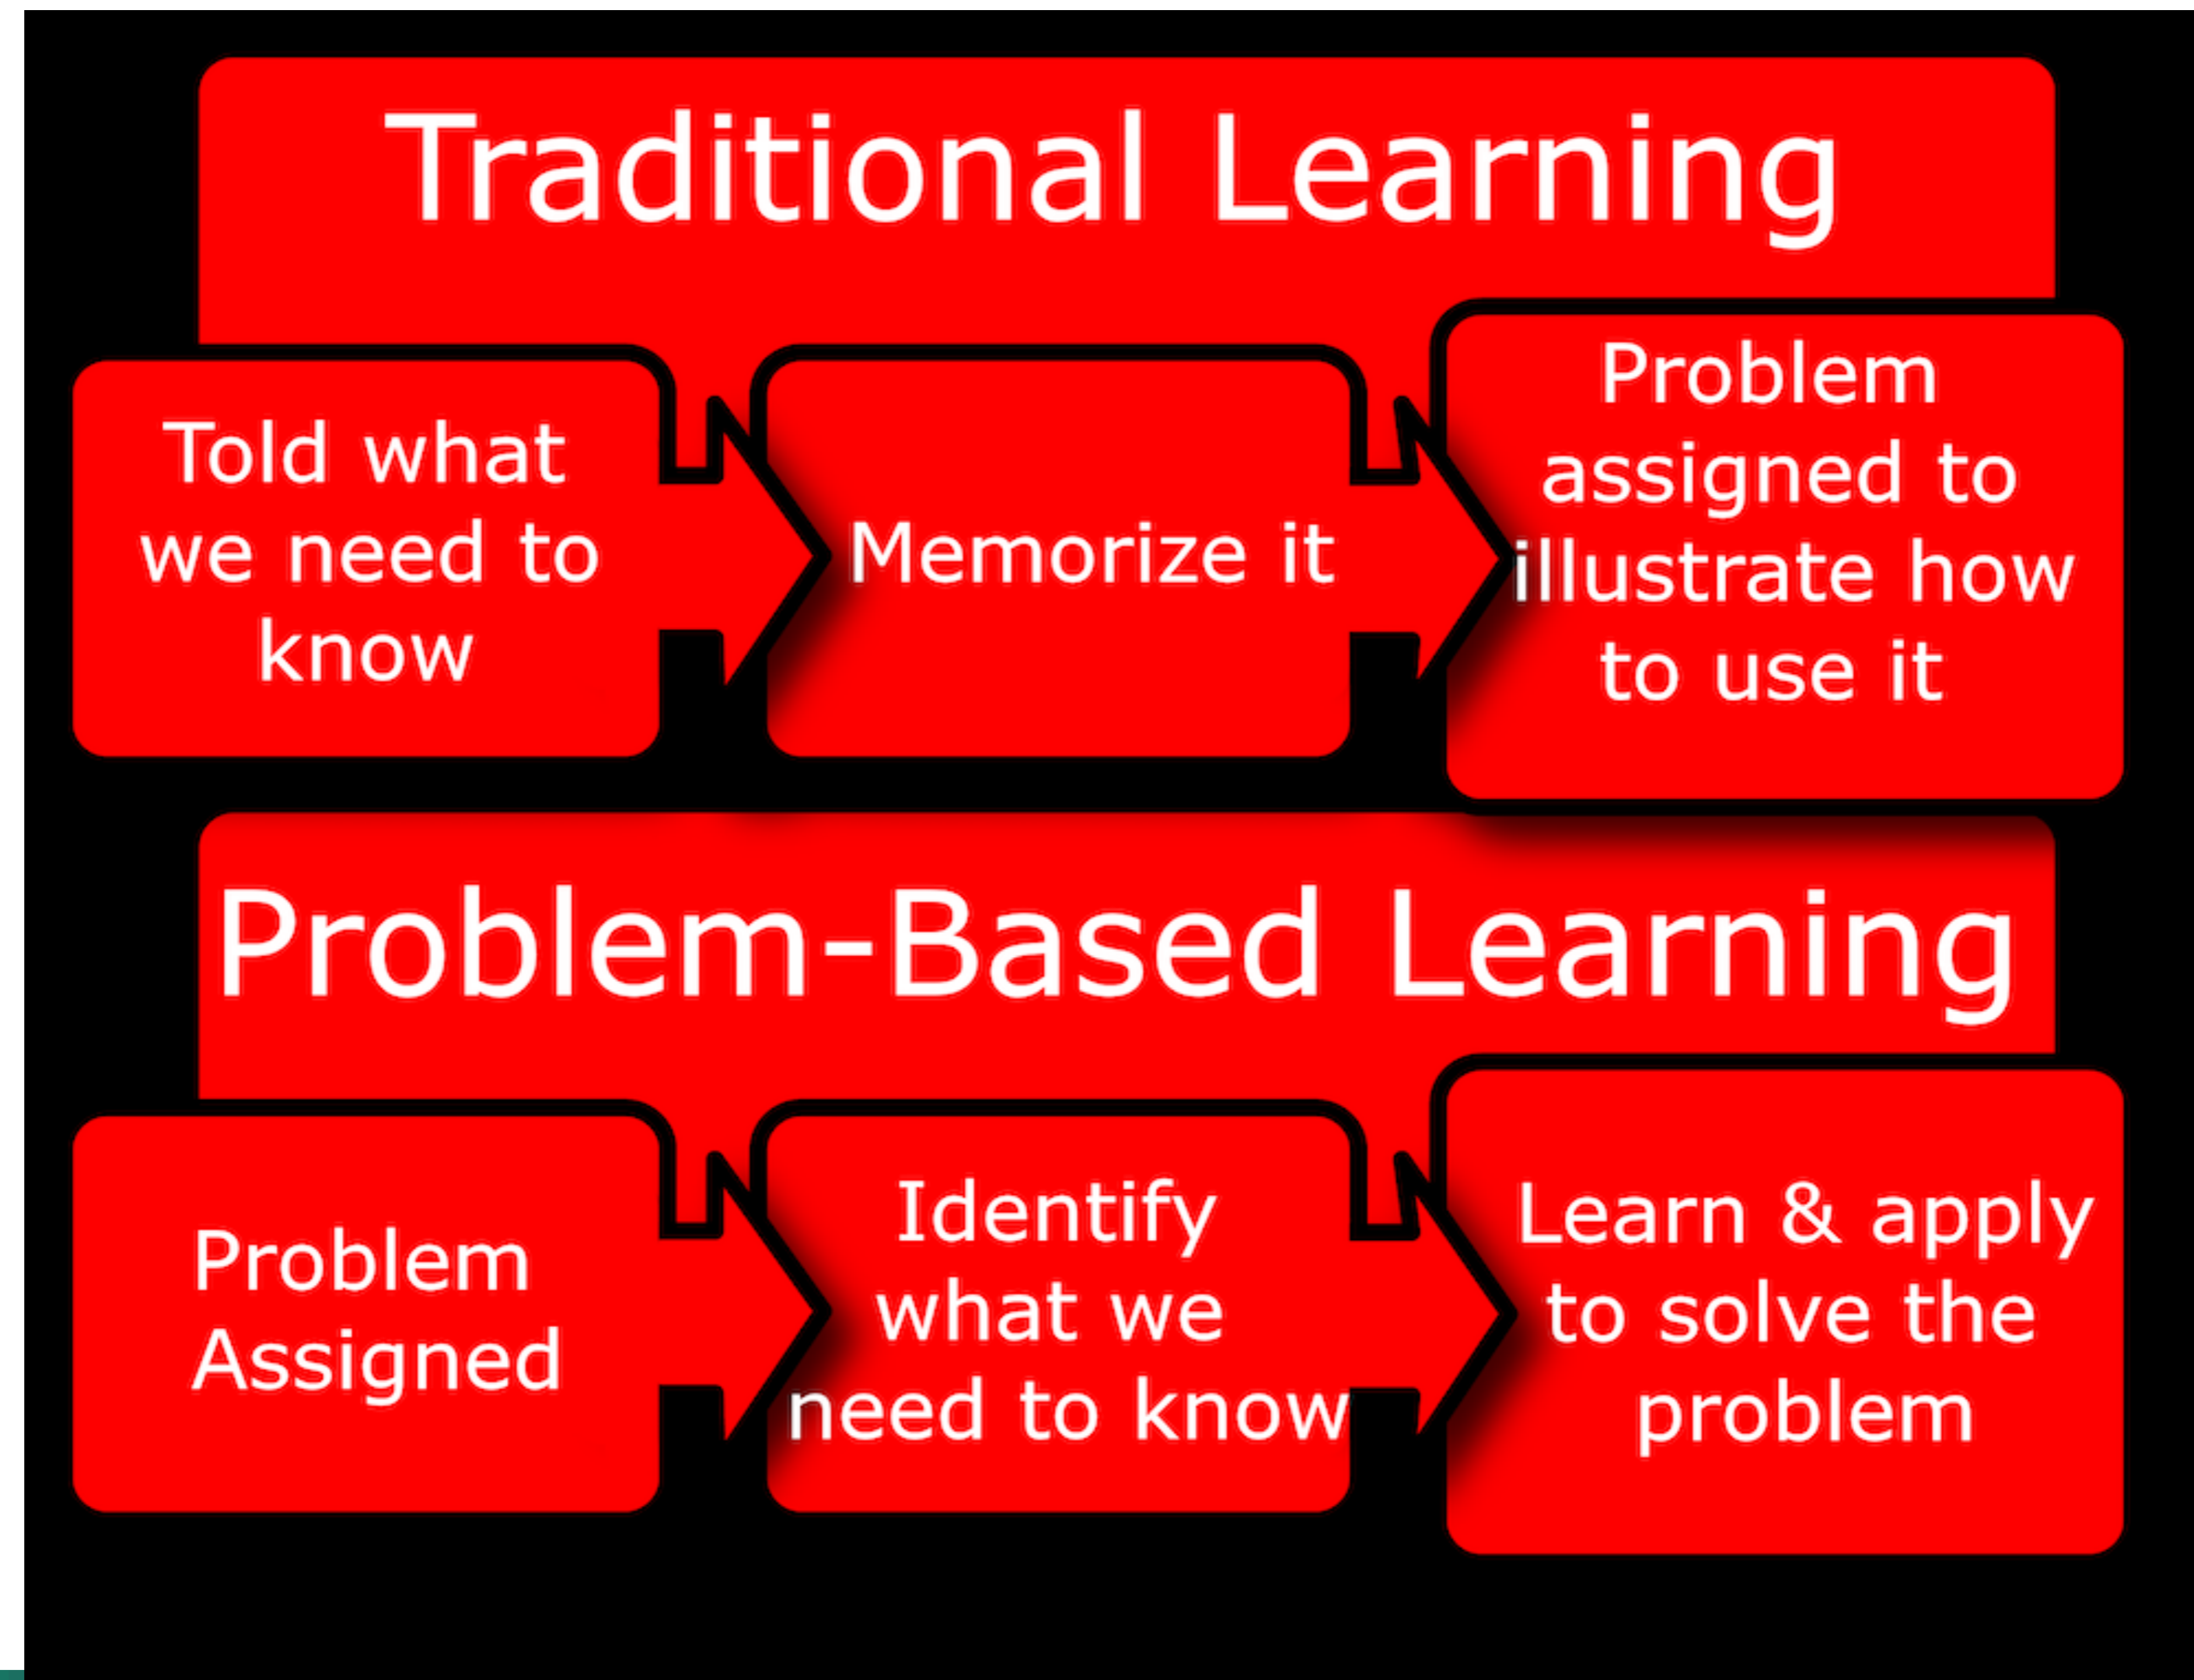 Traditional Learning
Told what
we need to
know
Memorize it
Problem
assigned to
illustrate how
to use it
Problem-Based Learning
Problem
Assigned
Identify
what we
need to know
Learn & apply
to solve the
problem